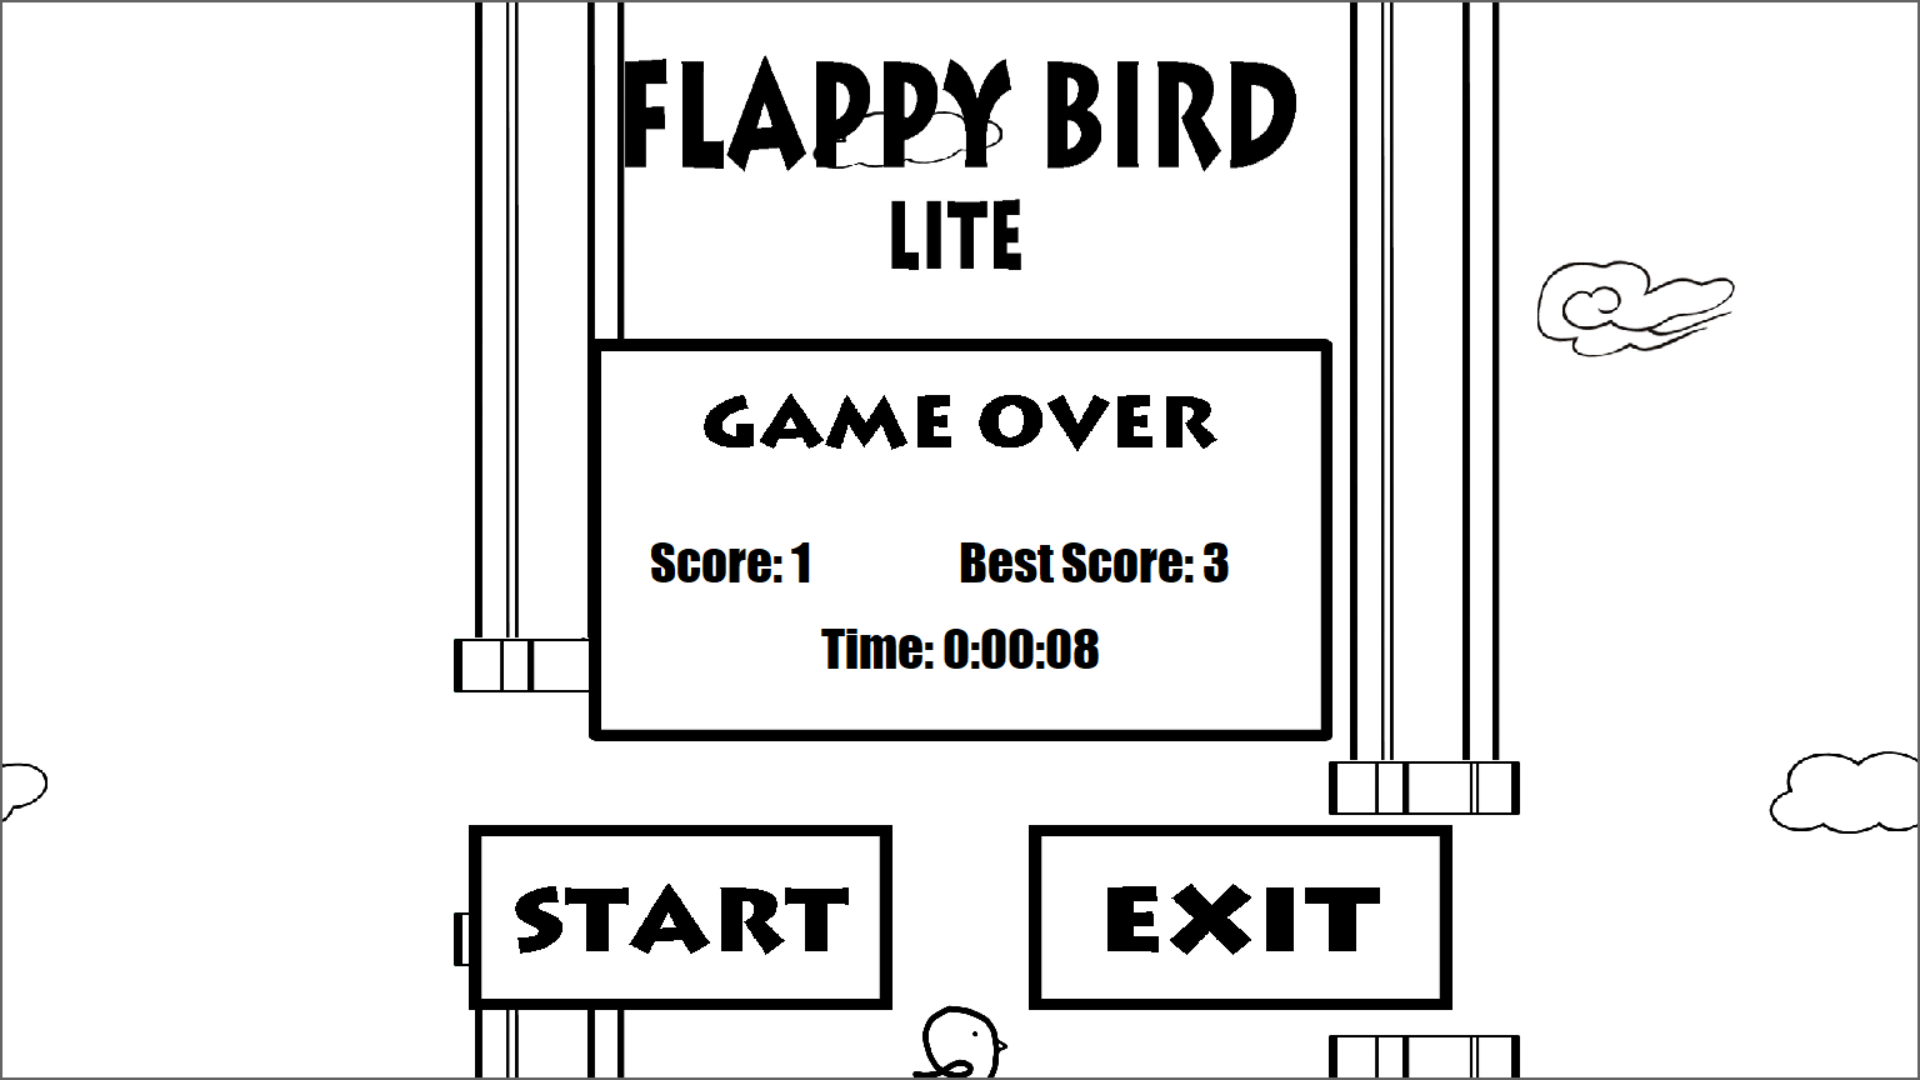 FLAPPY BIRD
LITE
GAME OVER
Score: 1 Best Score: 3
Time: 0:00:08
START EXIT